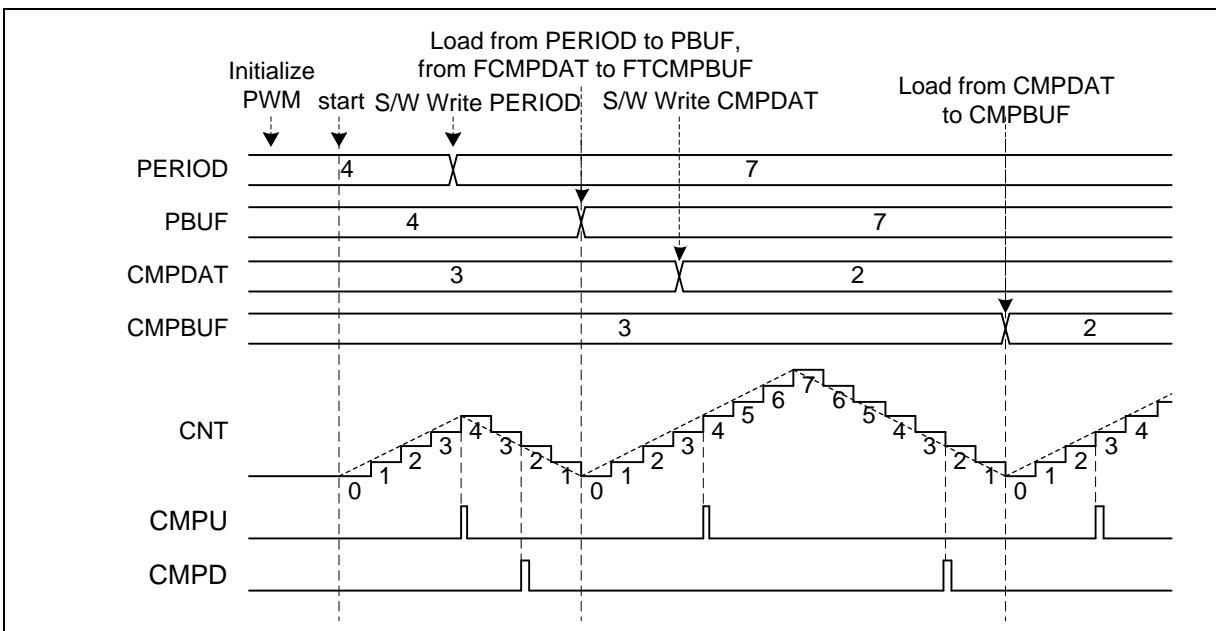 Load from PERIOD to PBUF,
from FCMPDAT to FTCMPBUF
Initialize
PWM
start
S/W Write PERIOD
S/W Write CMPDAT
Load from CMPDAT
to CMPBUF
PERIOD
4
7
PBUF
4
7
CMPDAT
3
2
CMPBUF
3
2
CNT
0 1 2 3 4 3 2 1 0 1 2 3 4 5 6 7 6 5 4 3 2 1 0 1 2 3 4
CMPU
CMPD